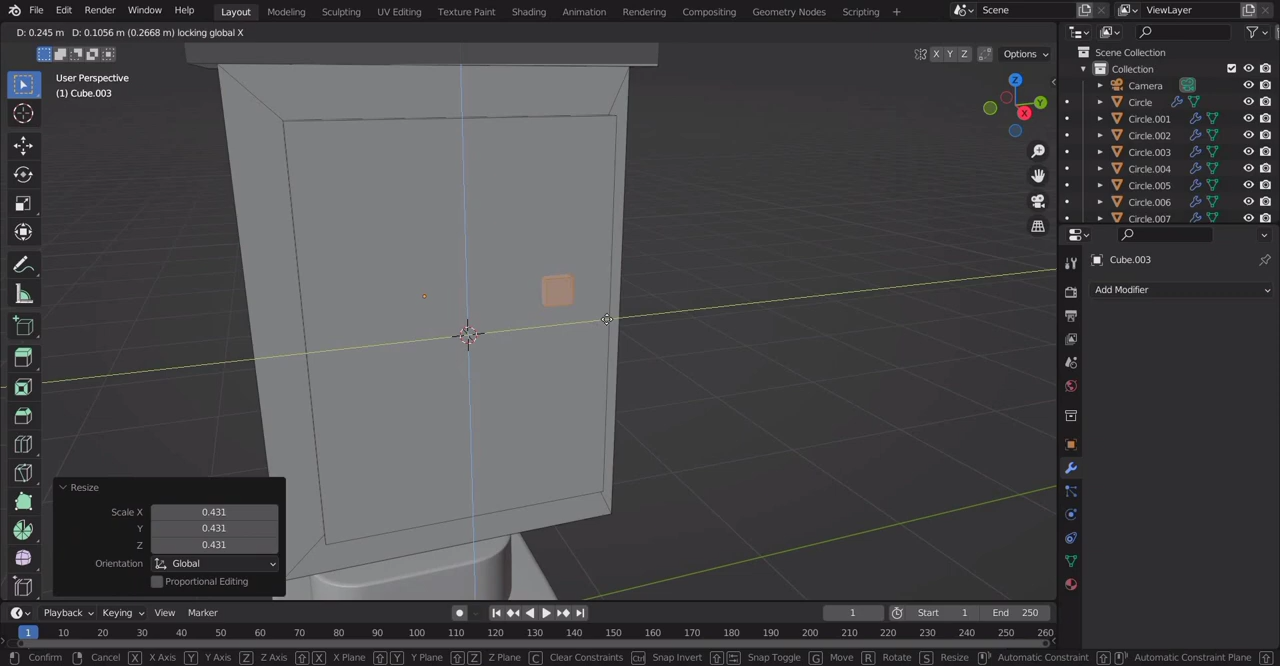 File Edit Render Window Help Layout Modeling Sculpting UV Editing Texture Paint Shading Animation Rendering Compositing Geometry Nodes Scripting + Scene ViewLayer
D: 0.245 m D: 0.1056 m (0.2668 m) locking global X
X Y Z Options
User Perspective
(1) Cube.003
Z
Y
X
Scene Collection
Collection
Camera
Circle
Circle.001
Circle.002
Circle.003
Circle.004
Circle.005
Circle.006
Circle.007
Cube.003
Add Modifier
Resize
Scale X 0.431
Y 0.431
Z 0.431
Orientation Global
Proportional Editing
Playback Keying View Marker 1 Start 1 End 250
1 10 20 30 40 50 60 70 80 90 100 110 120 130 140 150 160 170 180 190 200 210 220 230 240 250 260
Confirm Cancel X X Axis Y Y Axis Z Z Axis X X Plane Y Y Plane Z Z Plane C Clear Constraints Ctrl Snap Invert Snap Toggle G Move R Rotate S Resize Automatic Constraint Automatic Constraint Plane